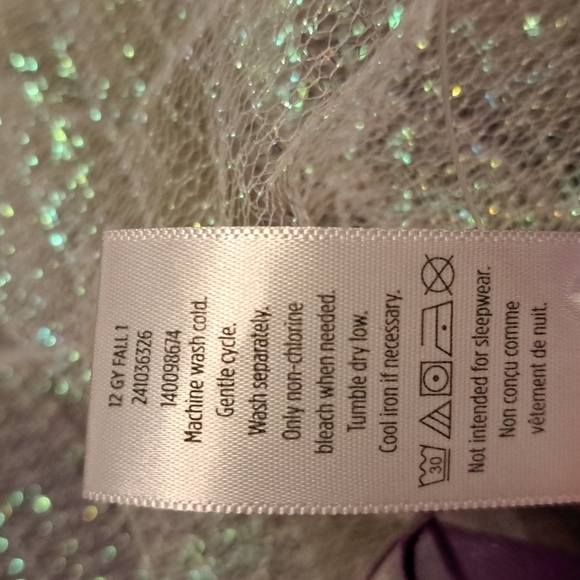 12 GY FALL 1
241036326
140098674
Machine wash cold.
Gentle cycle.
Wash separately.
Only non-chlorine
bleach when needed.
Tumble dry low.
Cool iron if necessary.
30
Not intended for sleepwear.
Non conçu comme
vêtement de nuit.